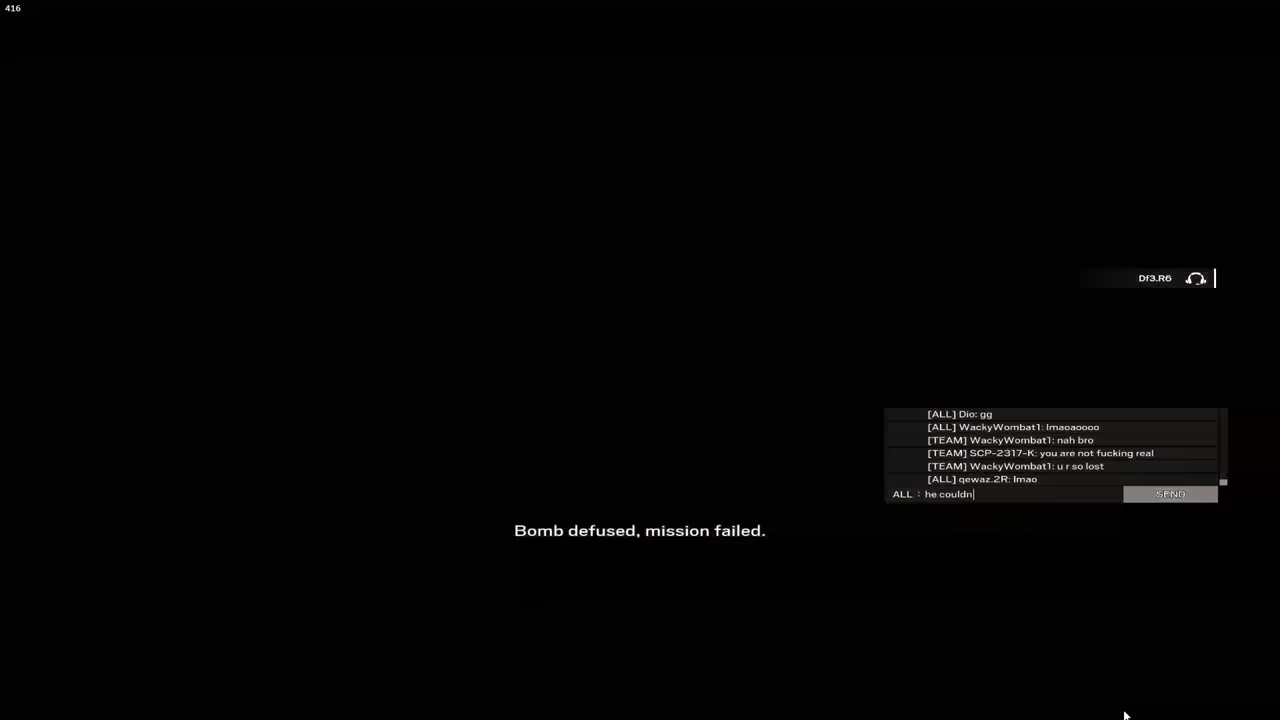 416
Df3.R6
[ALL] Dio: gg
[ALL] WackyWombat1: lmaoaoooo
[TEAM] WackyWombat1: nah bro
[TEAM] SCP-2317-K: you are not fucking real
[TEAM] WackyWombat1: u r so lost
[ALL] qewaz.2R: lmao
ALL : he couldn
SEND
Bomb defused, mission failed.